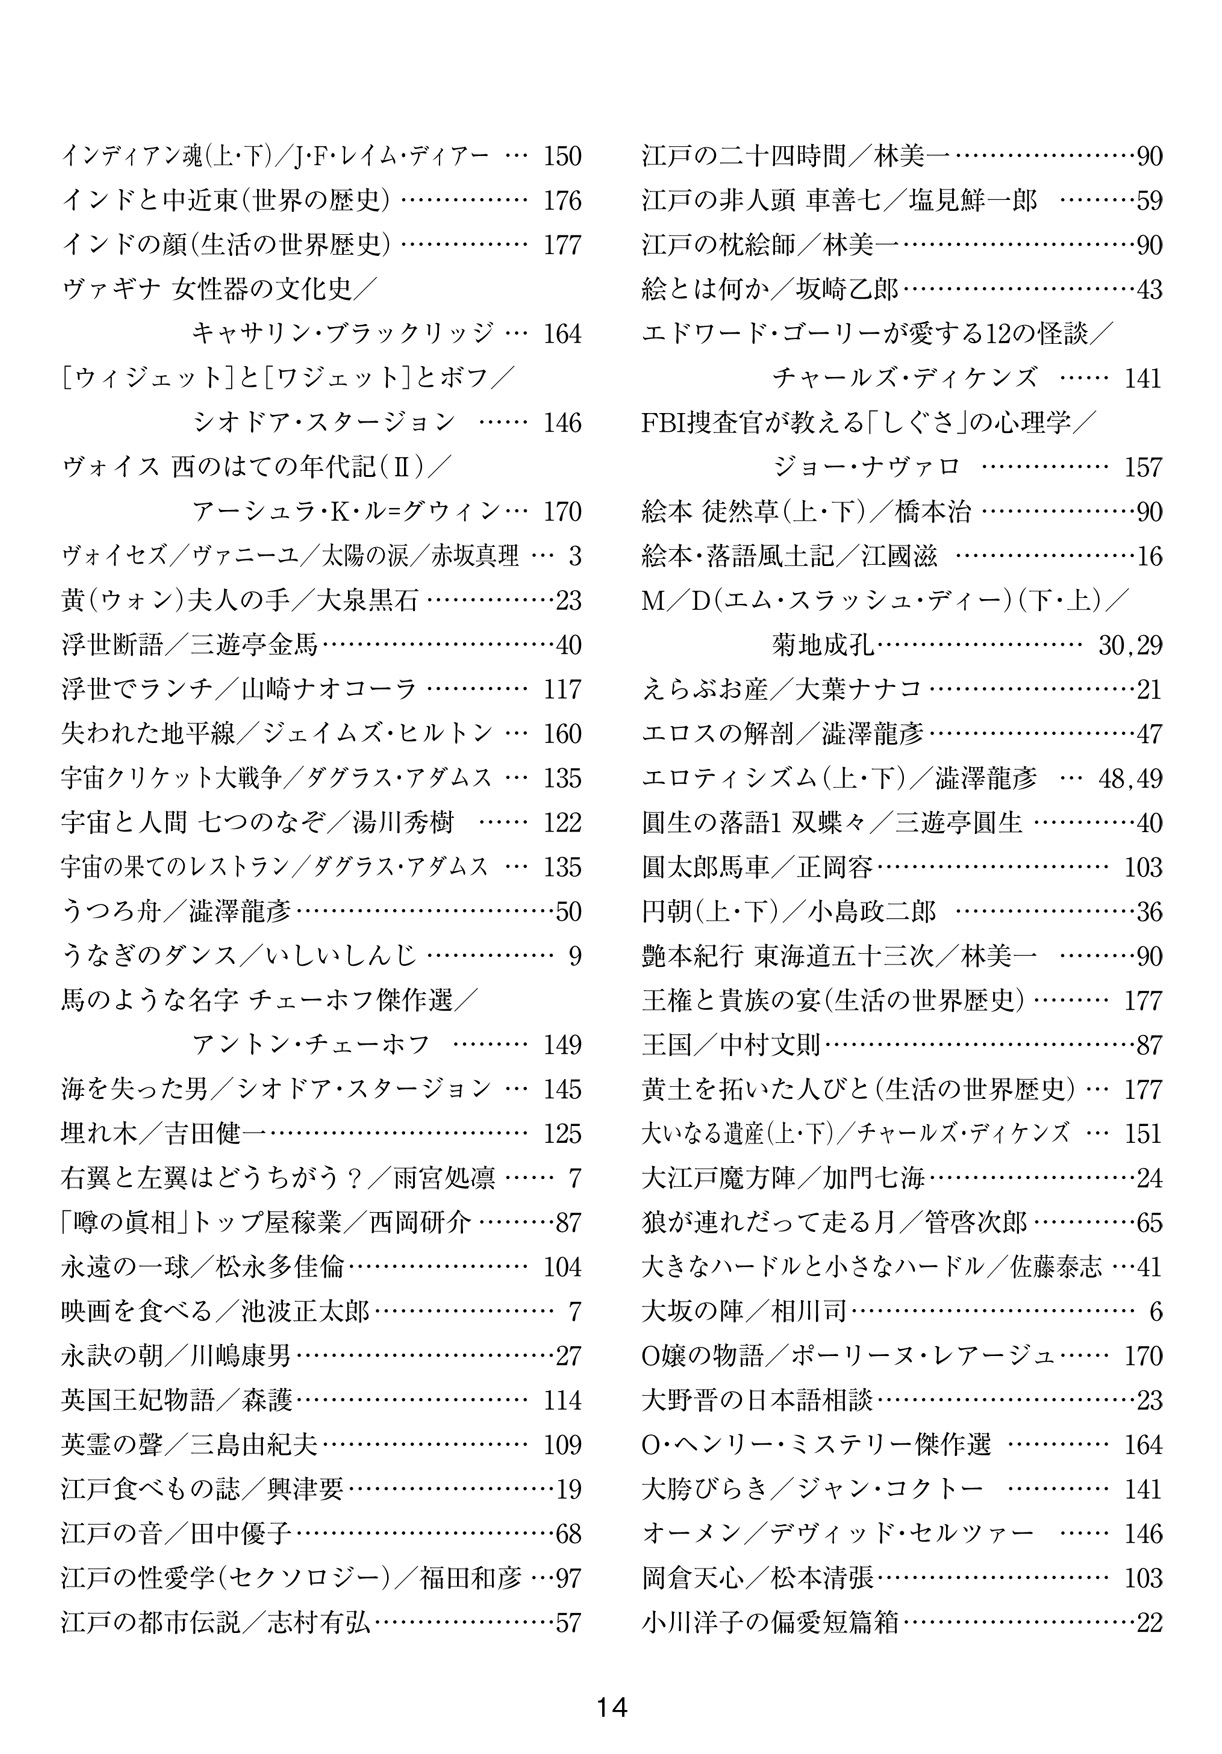 インディアン魂(上·下)／J·F·レイム·ディアー … 150
インドと中近東(世界の歴史) …………… 176
インドの顔(生活の世界歴史) …………… 177
ヴァギナ 女性器の文化史／
キャサリン·ブラックリッジ … 164
[ウィジェット]と[ワジェット]とボフ／
シオドア·スタージョン …… 146
ヴォイス 西のはての年代記(Ⅱ)／
アーシュラ·K·ル=グウィン… 170
ヴォイセズ／ヴァニーユ／太陽の涙／赤坂真理 … 3
黄(ウォン)夫人の手／大泉黒石……………23
浮世断語／三遊亭金馬………………………40
浮世でランチ／山崎ナオコーラ ………… 117
失われた地平線／ジェイムズ·ヒルトン … 160
宇宙クリケット大戦争／ダグラス·アダムス … 135
宇宙と人間 七つのなぞ／湯川秀樹 …… 122
宇宙の果てのレストラン／ダグラス·アダムス … 135
うつろ舟／澁澤龍彥…………………………50
うなぎのダンス／いしいしんじ …………… 9
馬のような名字 チェーホフ傑作選／
アントン·チェーホフ ……… 149
海を失った男／シオドア·スタージョン … 145
埋れ木／吉田健一………………………… 125
右翼と左翼はどうちがう？／雨宮処凛 …… 7
「噂の眞相」トップ屋稼業／西岡研介………87
永遠の一球／松永多佳倫………………… 104
映画を食べる／池波正太郎………………… 7
永訣の朝／川嶋康男…………………………27
英国王妃物語／森護……………………… 114
英霊の聲／三島由紀夫…………………… 109
江戸食べもの誌／興津要……………………19
江戸の音／田中優子…………………………68
江戸の性愛学(セクソロジー)／福田和彦…97
江戸の都市伝説／志村有弘…………………57
江戸の二十四時間／林美一…………………90
江戸の非人頭 車善七／塩見鮮一郎 ………59
江戸の枕絵師／林美一………………………90
絵とは何か／坂崎乙郎………………………43
エドワード·ゴーリーが愛する12の怪談／
チャールズ·ディケンズ …… 141
FBI捜査官が教える「しぐさ」の心理学／
ジョー·ナヴァロ …………… 157
絵本 徒然草(上·下)／橋本治………………90
絵本·落語風土記／江國滋 …………………16
M／D(エム·スラッシュ·ディー)(下·上)／
菊地成孔…………………… 30,29
えらぶお産／大葉ナナコ……………………21
エロスの解剖／澁澤龍彥……………………47
エロティシズム(上·下)／澁澤龍彥 … 48,49
圓生の落語1 双蝶々／三遊亭圓生…………40
圓太郎馬車／正岡容……………………… 103
円朝(上·下)／小島政二郎 …………………36
艶本紀行 東海道五十三次／林美一 ………90
王権と貴族の宴(生活の世界歴史)……… 177
王国／中村文則………………………………87
黄土を拓いた人びと(生活の世界歴史)… 177
大いなる遺産(上·下)／チャールズ·ディケンズ … 151
大江戸魔方陣／加門七海……………………24
狼が連れだって走る月／管啓次郎…………65
大きなハードルと小さなハードル／佐藤泰志…41
大坂の陣／相川司…………………………… 6
O嬢の物語／ポーリーヌ·レアージュ…… 170
大野晋の日本語相談…………………………23
O·ヘンリー·ミステリー傑作選 ………… 164
大胯びらき／ジャン·コクトー ………… 141
オーメン／デヴィッド·セルツァー …… 146
岡倉天心／松本清張……………………… 103
小川洋子の偏愛短篇箱………………………22
14